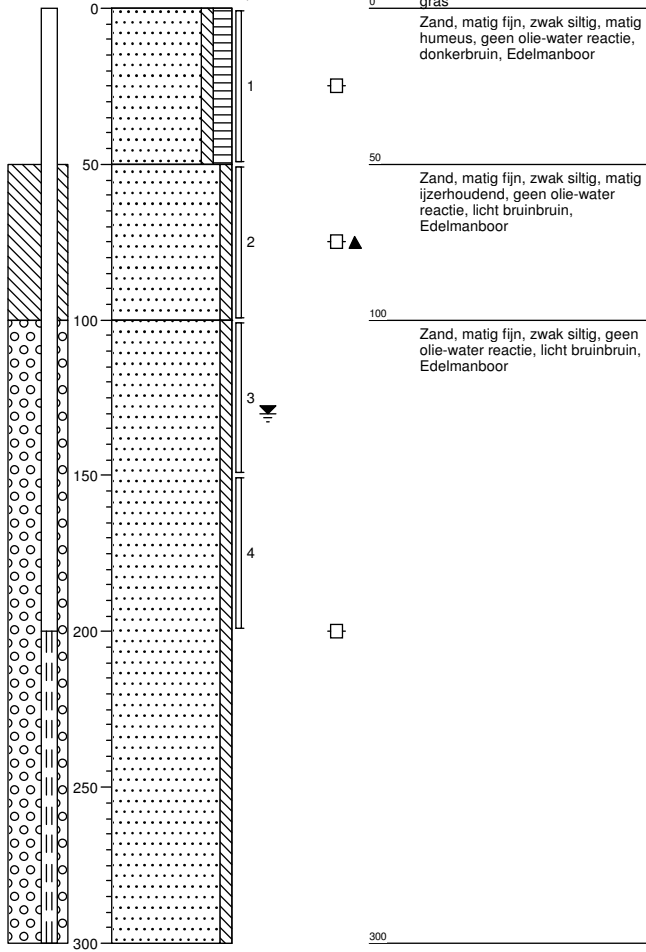 0
0
gras
Zand, matig fijn, zwak siltig, matig
humeus, geen olie-water reactie,
donkerbruin, Edelmanboor
1
50
50
Zand, matig fijn, zwak siltig, matig
ijzerhoudend, geen olie-water
reactie, licht bruinbruin,
Edelmanboor
2
100
100
Zand, matig fijn, zwak siltig, geen
olie-water reactie, licht bruinbruin,
Edelmanboor
3
150
4
200
250
300
300